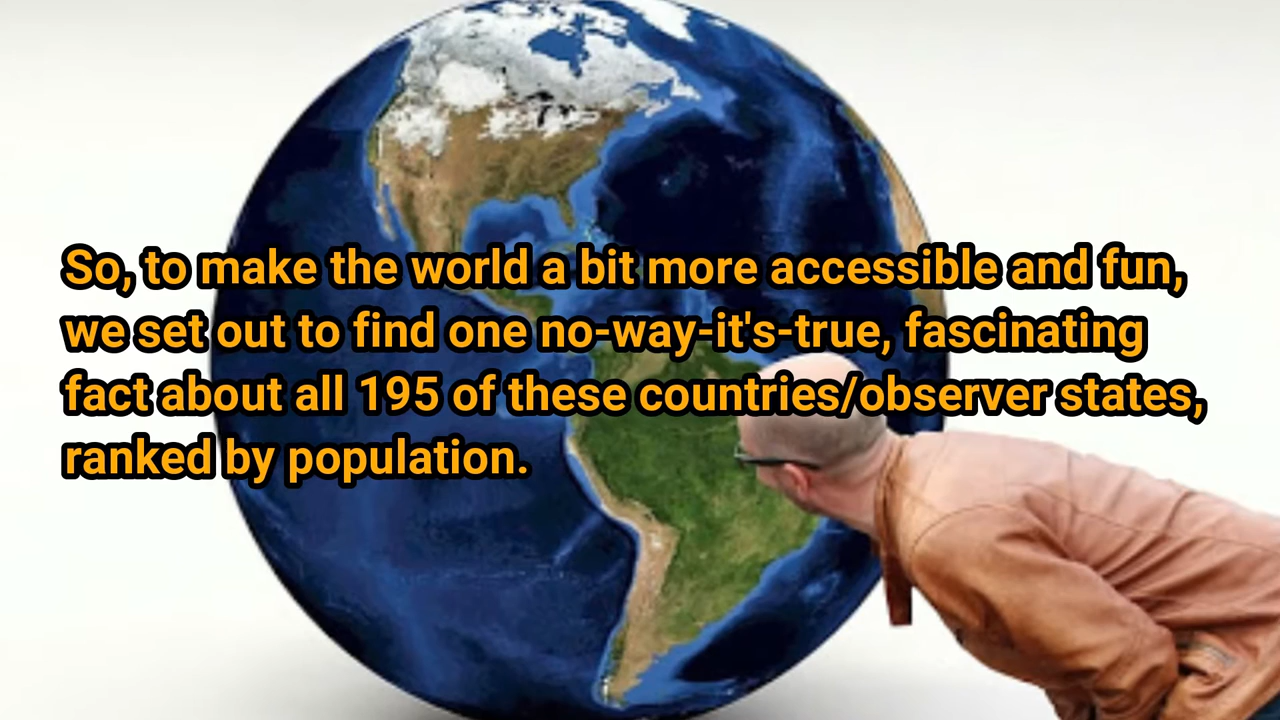 So, to make the world a bit more accessible and fun,
we set out to find one no-way-it's-true, fascinating
fact about all 195 of these countries/observer states,
ranked by population.